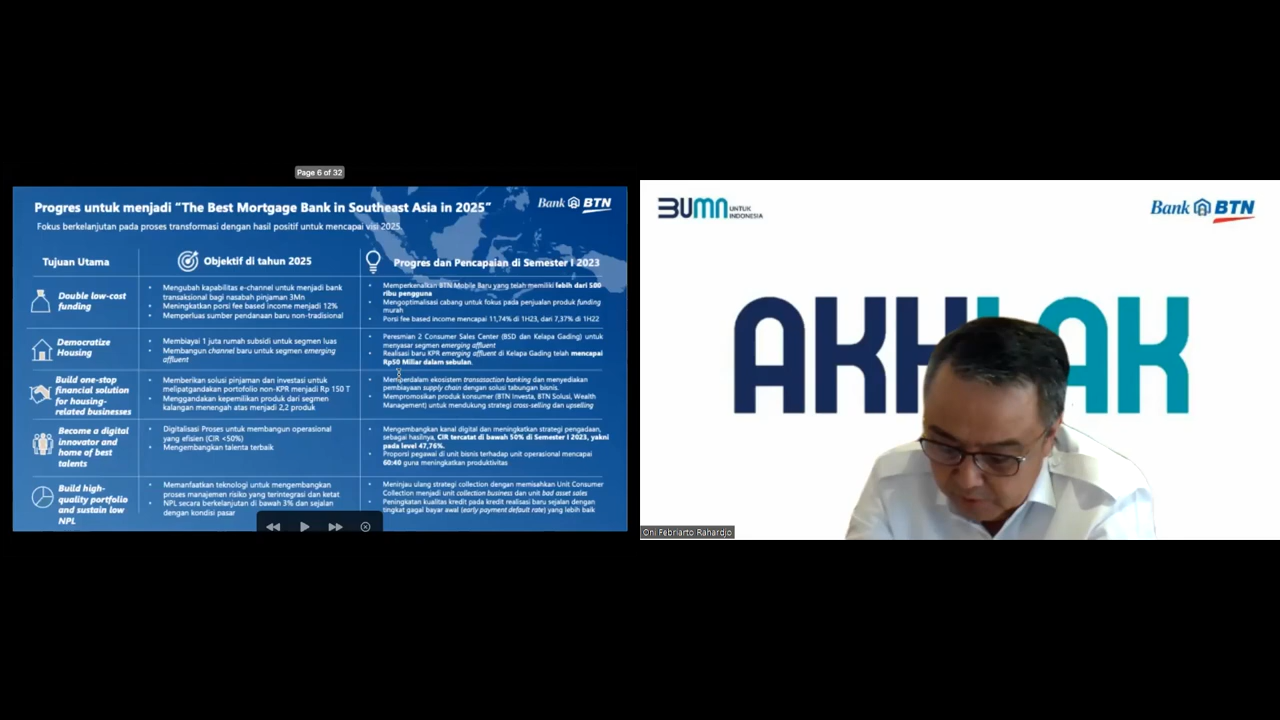 Page 6 of 32
Progres untuk menjadi “The Best Mortgage Bank in Southeast Asia in 2025”
Bank BTN
Fokus berkelanjutan pada proses transformasi dengan hasil positif untuk mencapai visi 2025.
Tujuan Utama
Objektif di tahun 2025
Progres dan Pencapaian di Semester I 2023
Double low-cost
funding
• Mengubah kapabilitas e-channel untuk menjadi bank
transaksional bagi nasabah pinjaman 3Mn
• Meningkatkan porsi fee based income menjadi 12%
• Memperluas sumber pendanaan baru non-tradisional
• Memperkenalkan BTN Mobile Baru yang telah memiliki lebih dari 500
ribu pengguna
• Mengoptimalisasi cabang untuk fokus pada penjualan produk funding
murah
• Porsi fee based income mencapai 11,74% di 1H23, dari 7,37% di 1H22
Democratize
Housing
• Membiayai 1 juta rumah subsidi untuk segmen luas
• Membangun channel baru untuk segmen emerging
affluent
• Peresmian 2 Consumer Sales Center (BSD dan Kelapa Gading) untuk
menyasar segmen emerging affluent
• Realisasi baru KPR emerging affluent di Kelapa Gading telah mencapai
Rp50 Miliar dalam sebulan.
Build one-stop
financial solution
for housing-
related businesses
• Memberikan solusi pinjaman dan investasi untuk
melipatgandakan portofolio non-KPR menjadi Rp 150 T
• Menggandakan kepemilikan produk dari segmen
kalangan menengah atas menjadi 2,2 produk
• Memperdalam ekosistem transasaction banking dan menyediakan
pembiayaan supply chain dengan solusi tabungan bisnis.
• Mempromosikan produk konsumer (BTN Investa, BTN Solusi, Wealth
Management) untuk mendukung strategi cross-selling dan upselling
Become a digital
innovator and
home of best
talents
• Digitalisasi Proses untuk membangun operasional
yang efisien (CIR <50%)
• Mengembangkan talenta terbaik
• Mengembangkan kanal digital dan meningkatkan strategi pengadaan,
sebagai hasilnya, CIR tercatat di bawah 50% di Semester I 2023, yakni
pada level 47,76%.
• Proporsi pegawai di unit bisnis terhadap unit operasional mencapai
60:40 guna meningkatkan produktivitas
Build high-
quality portfolio
and sustain low
NPL
• Memanfaatkan teknologi untuk mengembangkan
proses manajemen risiko yang terintegrasi dan ketat
• NPL secara berkelanjutan di bawah 3% dan sejalan
dengan kondisi pasar
• Meninjau ulang strategi collection dengan memisahkan Unit Consumer
Collection menjadi unit collection business dan unit bad asset sales
• Peningkatan kualitas kredit pada kredit realisasi baru sejalan dengan
tingkat gagal bayar awal (early payment default rate) yang lebih baik
BUMN UNTUK
INDONESIA
Bank BTN
AKHLAK
Oni Febriarto Rahardjo